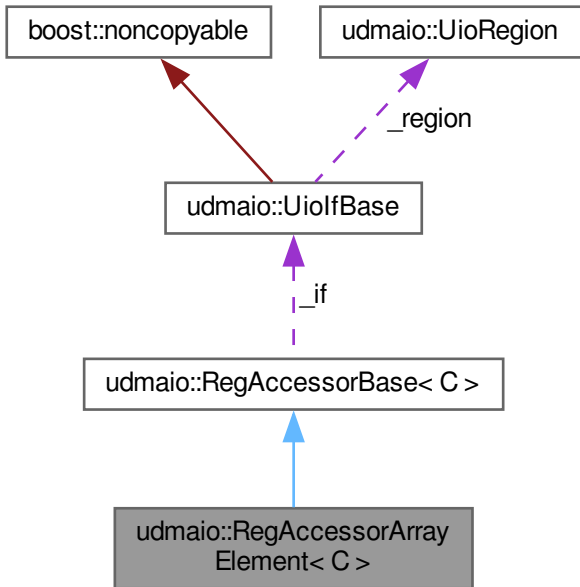 boost::noncopyable
udmaio::UioRegion
_region
udmaio::UioIfBase
_if
udmaio::RegAccessorBase< C >
udmaio::RegAccessorArray
Element< C >